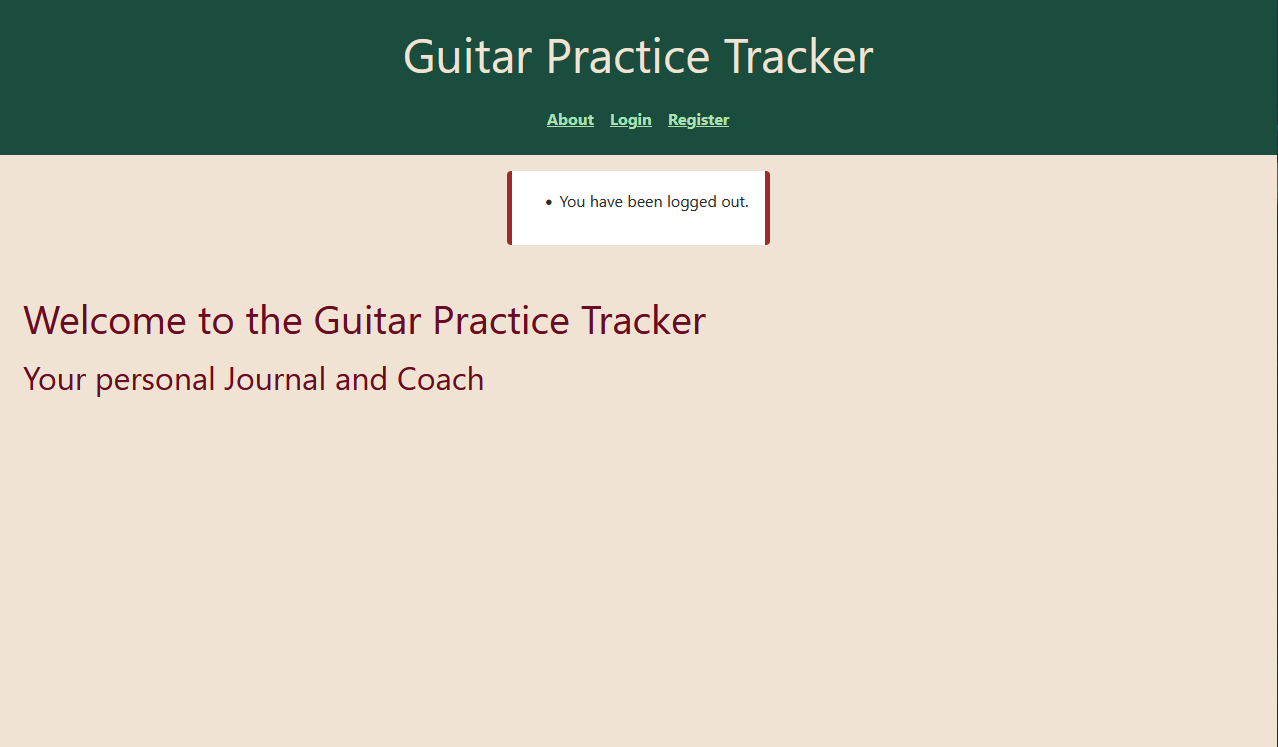 Guitar Practice Tracker
About Login Register
• You have been logged out.
Welcome to the Guitar Practice Tracker
Your personal Journal and Coach